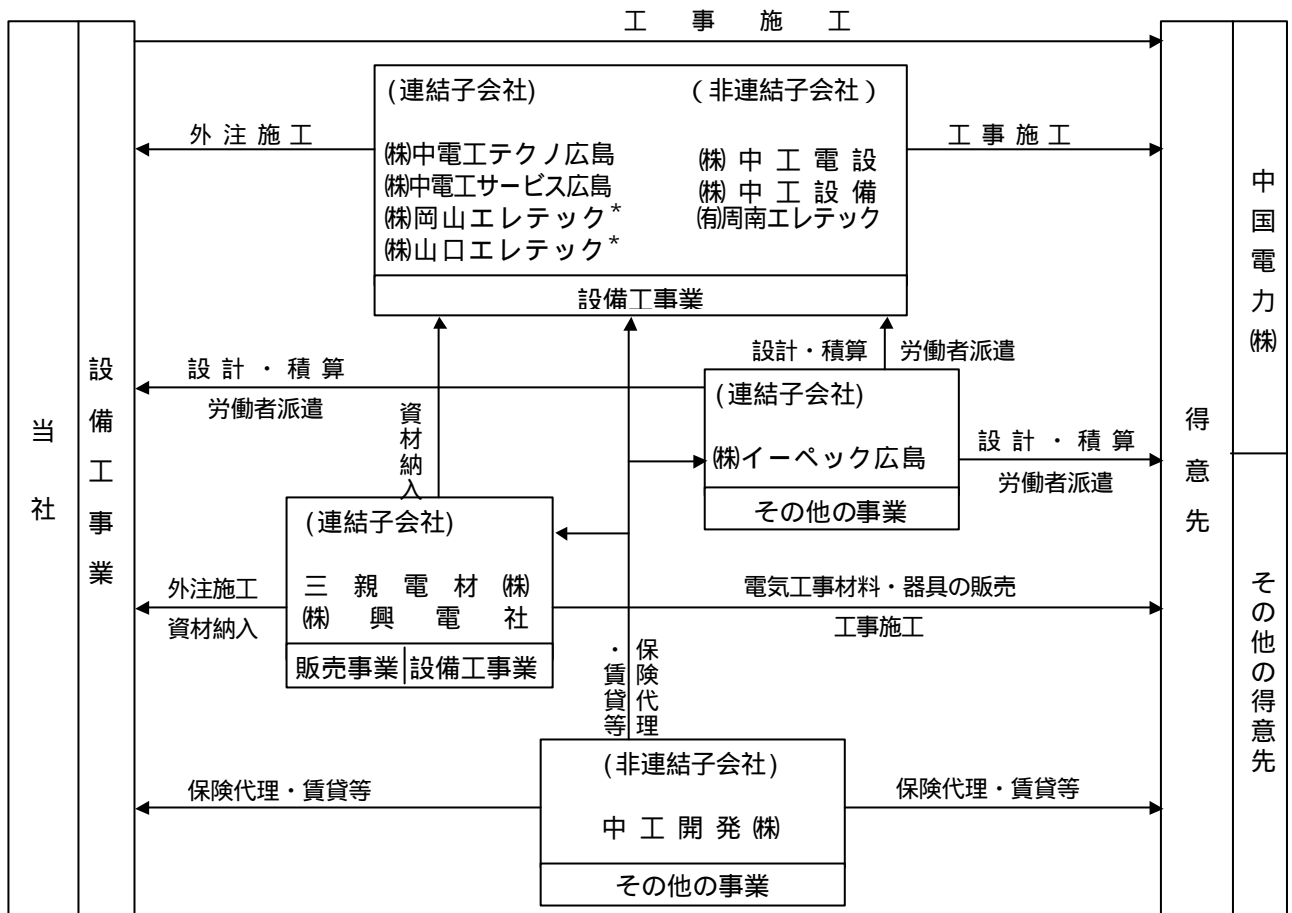 工 事 施 工
(連結子会社)
(非連結子会社)
外 注 施 工
工 事 施 工
㈱中電工テクノ広島
㈱中電工サービス広島
㈱岡山エレテック*
㈱山口エレテック*
㈱ 中 工 電 設
㈱ 中 工 設 備
㈲周南エレテック
設備工事業
設計・積算 労働者派遣
設 計 ・ 積 算
労働者派遣
(連結子会社)
㈱イーペック広島
その他の事業
設 計 ・ 積 算
労働者派遣
資材納入
当社
設備工事業
得意先
中国電力㈱
その他の得意先
(連結子会社)
三 親 電 材 ㈱
㈱ 興 電 社
販売事業 設備工事業
外注施工
資材納入
電気工事材料・器具の販売
工事施工
保険代理
・賃貸等
(非連結子会社)
中 工 開 発 ㈱
その他の事業
保険代理・賃貸等
保険代理・賃貸等